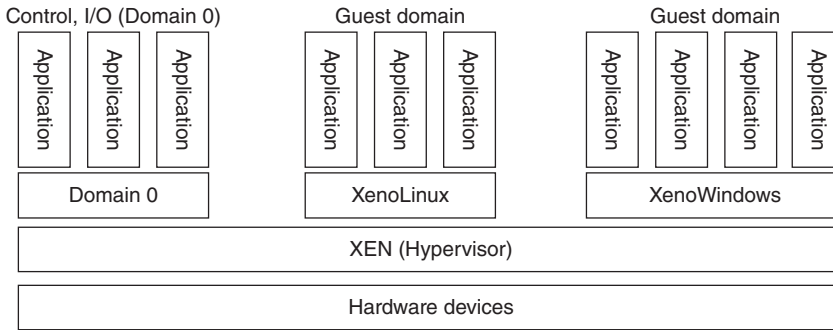 Control, I/O (Domain 0)
Guest domain
Guest domain
Application
Application
Application
Application
Application
Application
Application
Application
Application
Application
Domain 0
XenoLinux
XenoWindows
XEN (Hypervisor)
Hardware devices